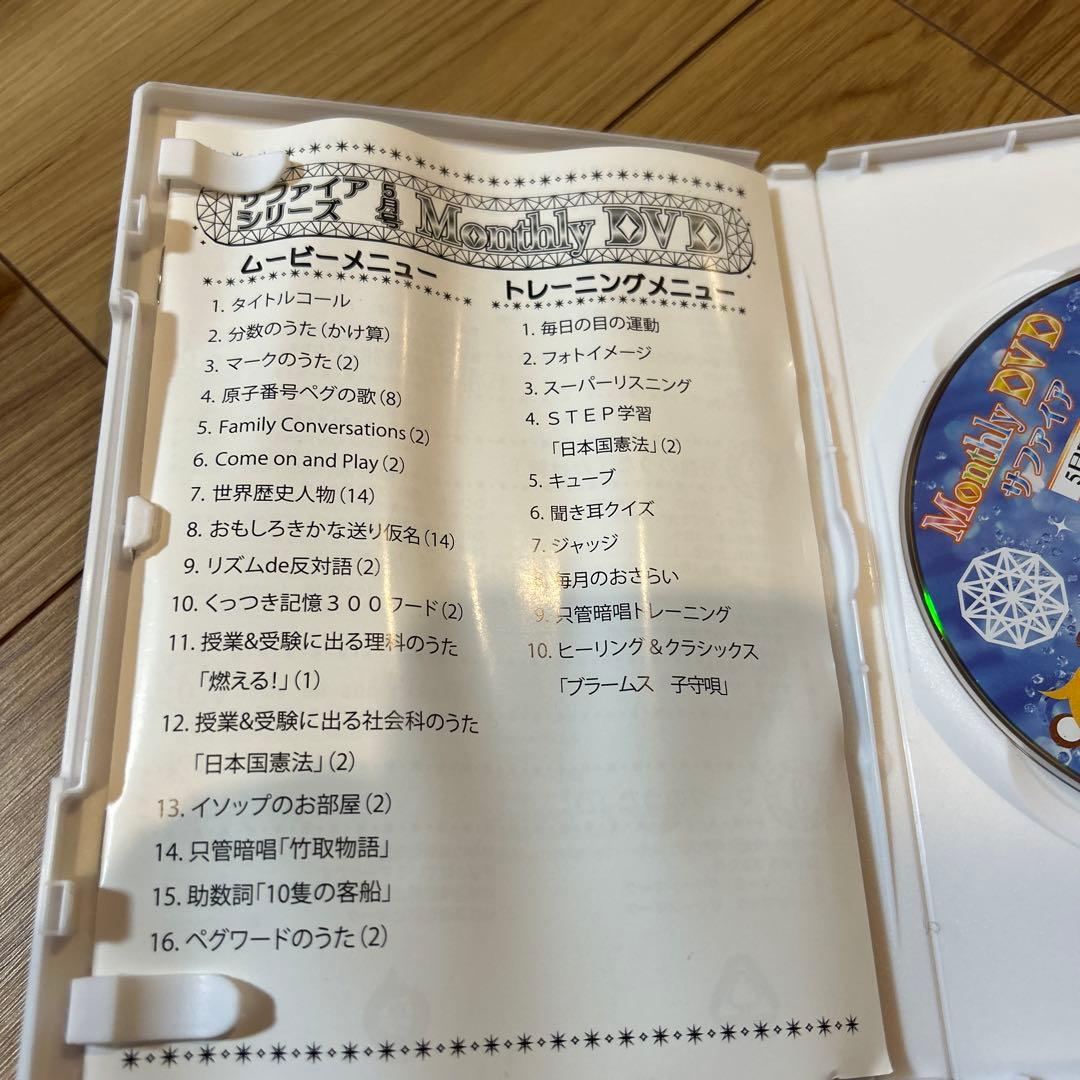 サファイア
シリーズ
5月号
Monthly DVD
ムービーメニュー
1. タイトルコール
2. 分数のうた(かけ算)
3. マークのうた(2)
4. 原子番号ペグの歌(8)
5. Family Conversations(2)
6. Come on and Play(2)
7. 世界歴史人物(14)
8. おもしろきかな送り仮名(14)
9. リズムde反対語(2)
10. くっつき記憶３００ワード(2)
11. 授業&受験に出る理科のうた
「燃える!」(1)
12. 授業&受験に出る社会科のうた
「日本国憲法」(2)
13. イソップのお部屋(2)
14. 只管暗唱「竹取物語」
15. 助数詞「10隻の客船」
16. ペグワードのうた(2)
トレーニングメニュー
1. 毎日の目の運動
2. フォトイメージ
3. スーパーリスニング
4. ＳＴＥＰ学習
「日本国憲法」(2)
5. キューブ
6. 聞き耳クイズ
7. ジャッジ
8. 毎月のおさらい
9. 只管暗唱トレーニング
10. ヒーリング&クラシックス
「ブラームス　子守唄」
Monthly DVD
サファイア